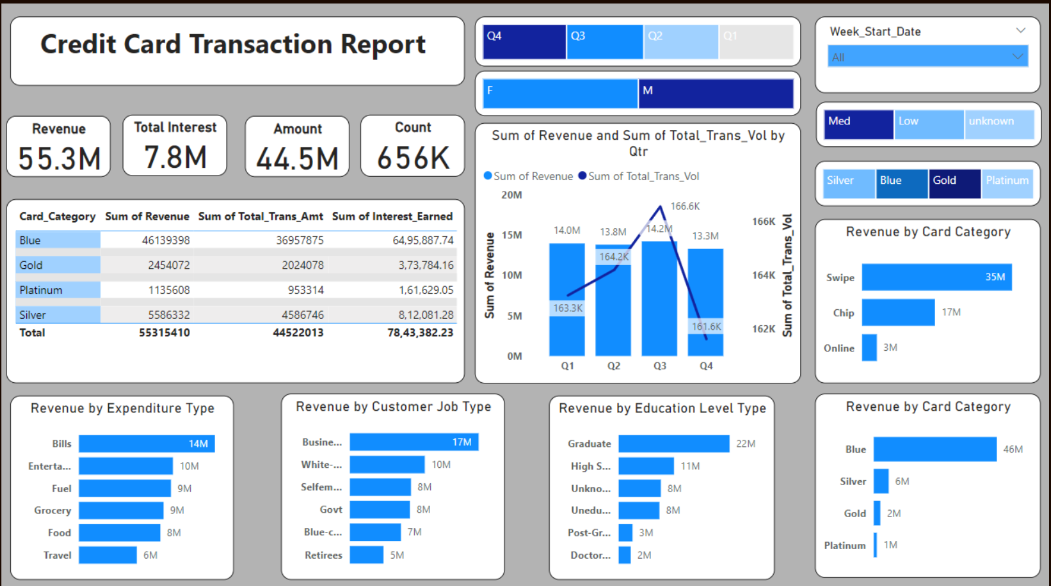 Credit Card Transaction Report
Q4 Q3 Q2 Q1
F M
Week_Start_Date
All
Med Low unknown
Silver Blue Gold Platinum
Revenue
55.3M
Total Interest
7.8M
Amount
44.5M
Count
656K
Card_Category Sum of Revenue Sum of Total_Trans_Amt Sum of Interest_Earned
Blue 46139398 36957875 64,95,887.74
Gold 2454072 2024078 3,73,784.16
Platinum 1135608 953314 1,61,629.05
Silver 5586332 4586746 8,12,081.28
Total 55315410 44522013 78,43,382.23
Sum of Revenue and Sum of Total_Trans_Vol by
Qtr
Sum of Revenue Sum of Total_Trans_Vol
Sum of Revenue
20M
15M
10M
5M
0M
14.0M 13.8M 14.2M 13.3M
163.3K 164.2K 166.6K 161.6K
Q1 Q2 Q3 Q4
166K
164K
162K
Sum of Total_Trans_Vol
Revenue by Card Category
Swipe 35M
Chip 17M
Online 3M
Revenue by Expenditure Type
Bills 14M
Enterta... 10M
Fuel 9M
Grocery 9M
Food 8M
Travel 6M
Revenue by Customer Job Type
Busine... 17M
White-... 10M
Selfem... 8M
Govt 8M
Blue-c... 7M
Retirees 5M
Revenue by Education Level Type
Graduate 22M
High S... 11M
Unkno... 8M
Unedu... 8M
Post-Gr... 3M
Doctor... 2M
Revenue by Card Category
Blue 46M
Silver 6M
Gold 2M
Platinum 1M